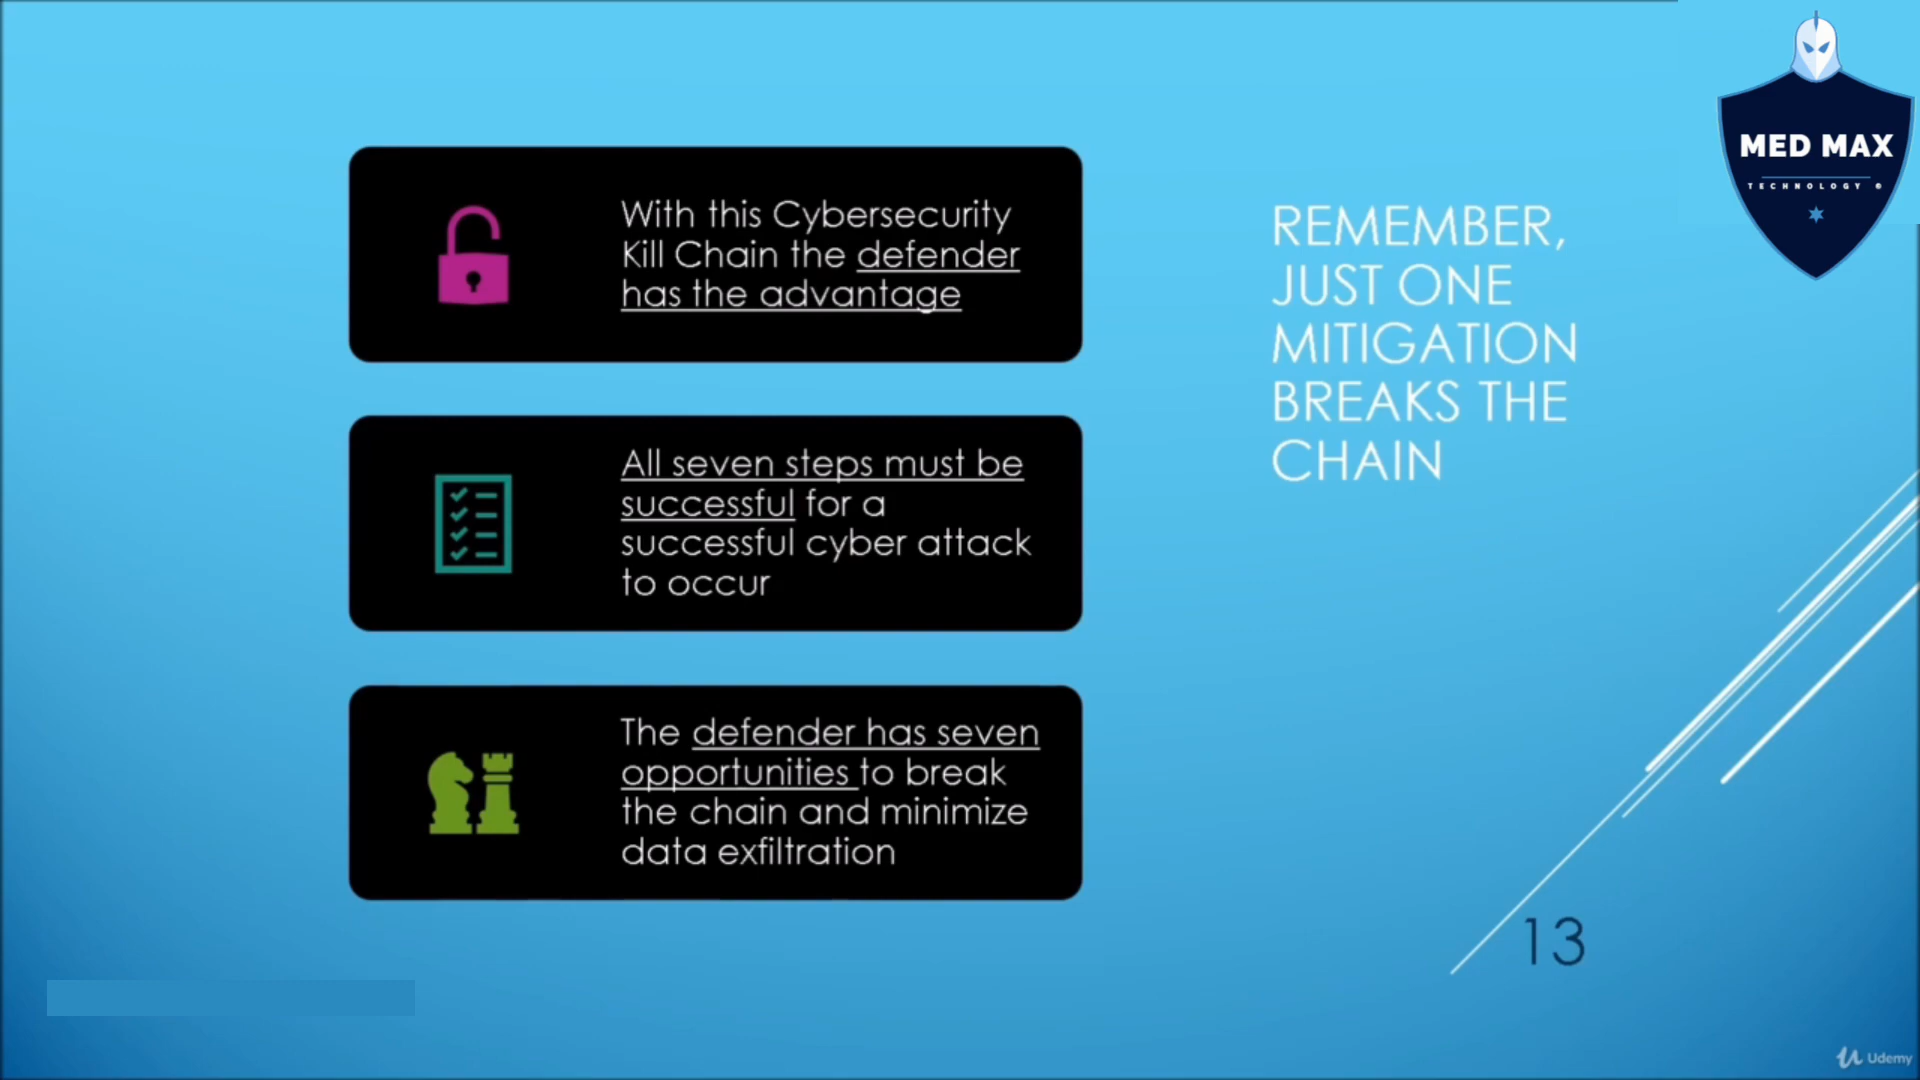 With this Cybersecurity
Kill Chain the defender
has the advantage
All seven steps must be
successful for a
successful cyber attack
to occur
The defender has seven
opportunities to break
the chain and minimize
data exfiltration
REMEMBER,
JUST ONE
MITIGATION
BREAKS THE
CHAIN
MED MAX
TECHNOLOGY ®
13
Udemy